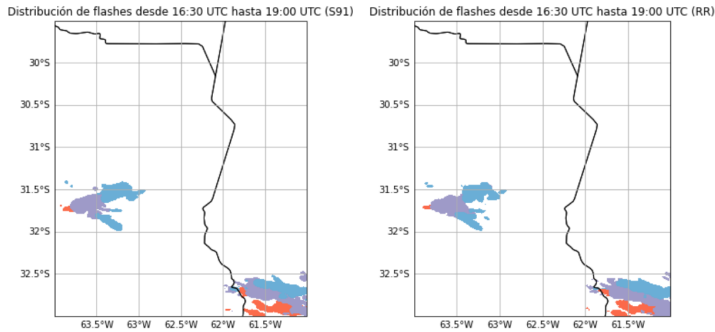 Distribución de flashes desde 16:30 UTC hasta 19:00 UTC (S91)
30°S
30.5°S
31°S
31.5°S
32°S
32.5°S
63.5°W 63°W 62.5°W 62°W 61.5°W
Distribución de flashes desde 16:30 UTC hasta 19:00 UTC (RR)
30°S
30.5°S
31°S
31.5°S
32°S
32.5°S
63.5°W 63°W 62.5°W 62°W 61.5°W